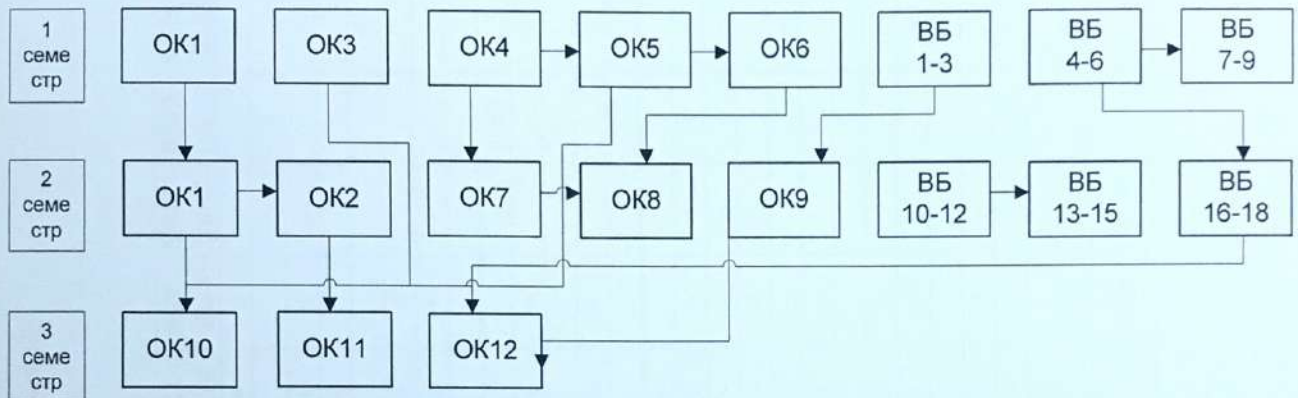 1
семе
стр
ОК1
ОК3
ОК4
ОК5
ОК6
ВБ
1-3
ВБ
4-6
ВБ
7-9
2
семе
стр
ОК1
ОК2
ОК7
ОК8
ОК9
ВБ
10-12
ВБ
13-15
ВБ
16-18
3
семе
стр
ОК10
ОК11
ОК12